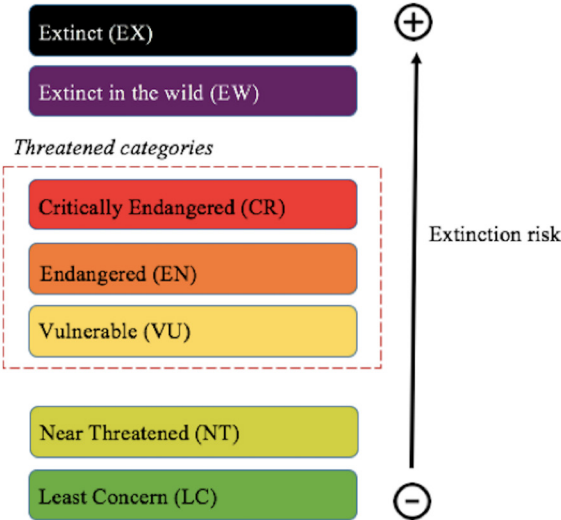 Extinct (EX)
Extinct in the wild (EW)
Threatened categories
Critically Endangered (CR)
Endangered (EN)
Vulnerable (VU)
Near Threatened (NT)
Least Concern (LC)
+
Extinction risk
−